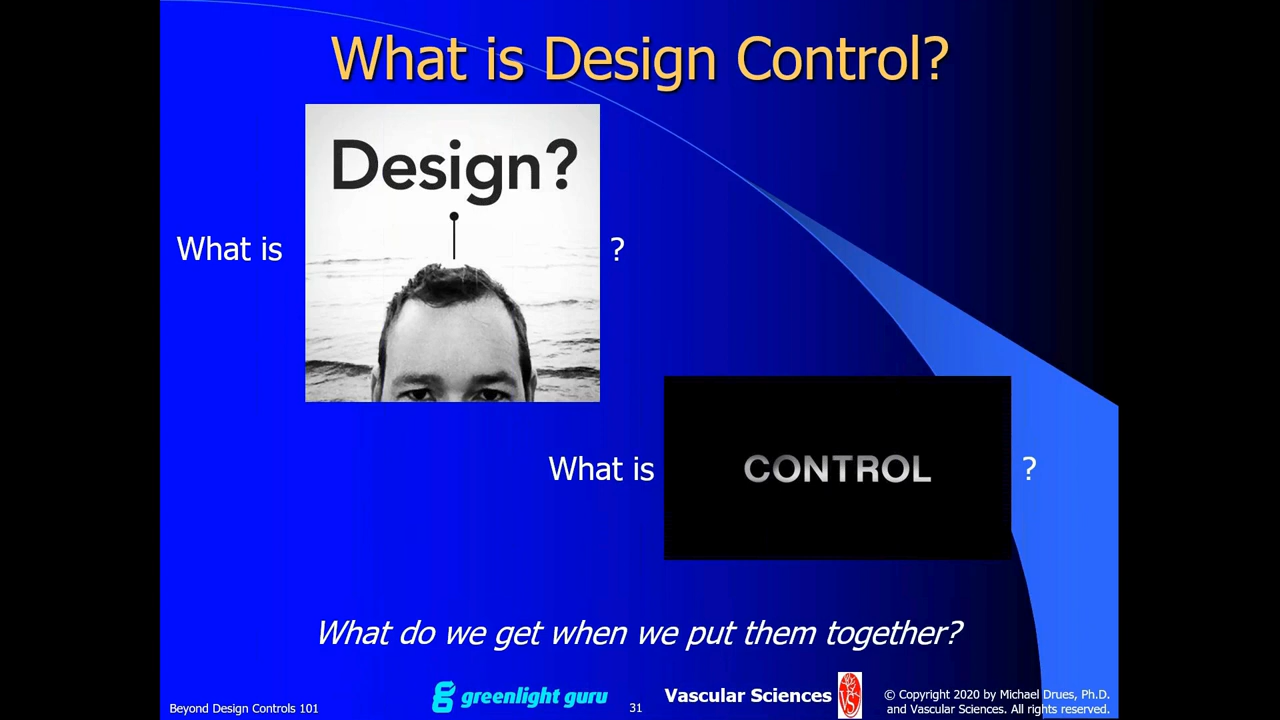 What is Design Control?
Design?
What is ?
CONTROL
What is ?
What do we get when we put them together?
Beyond Design Controls 101
greenlight guru
31
Vascular Sciences
VS
© Copyright 2020 by Michael Drues, Ph.D.
and Vascular Sciences. All rights reserved.